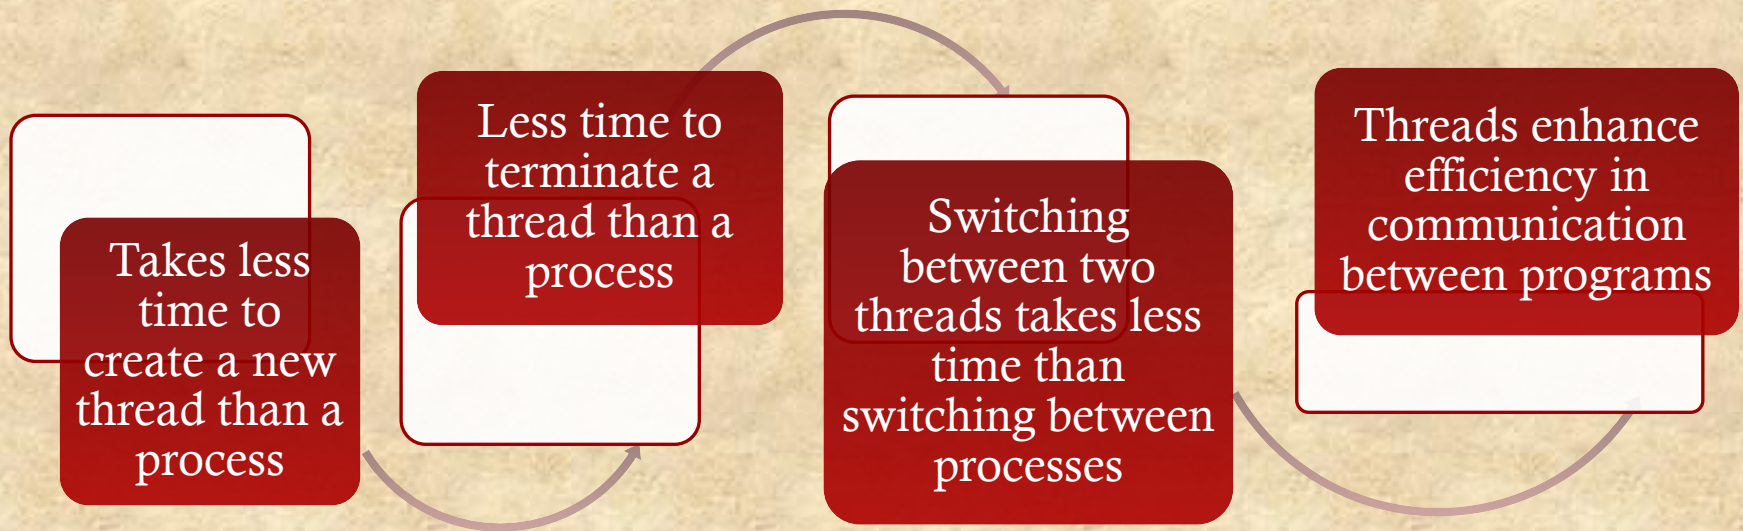 Takes less
time to
create a new
thread than a
process
Less time to
terminate a
thread than a
process
Switching
between two
threads takes less
time than
switching between
processes
Threads enhance
efficiency in
communication
between programs